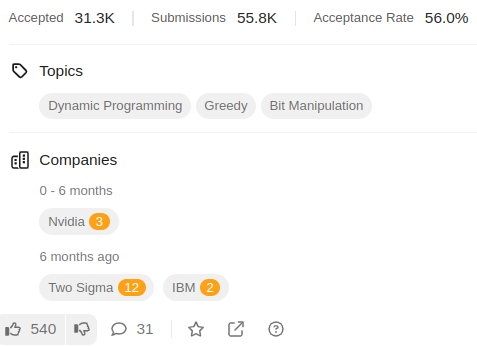 Accepted 31.3K Submissions 55.8K Acceptance Rate 56.0%
Topics
Dynamic Programming Greedy Bit Manipulation
Companies
0 - 6 months
Nvidia 3
6 months ago
Two Sigma 12 IBM 2
540 31